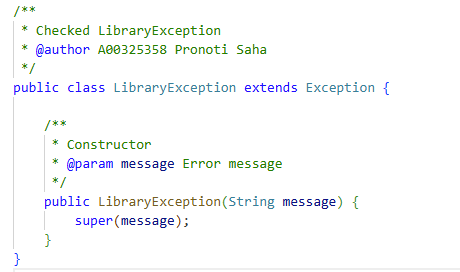 /**
 * Checked LibraryException
 * @author A00325358 Pronoti Saha
 */
public class LibraryException extends Exception {
    /**
     * Constructor
     * @param message Error message
     */
    public LibraryException(String message) {
        super(message);
    }
}